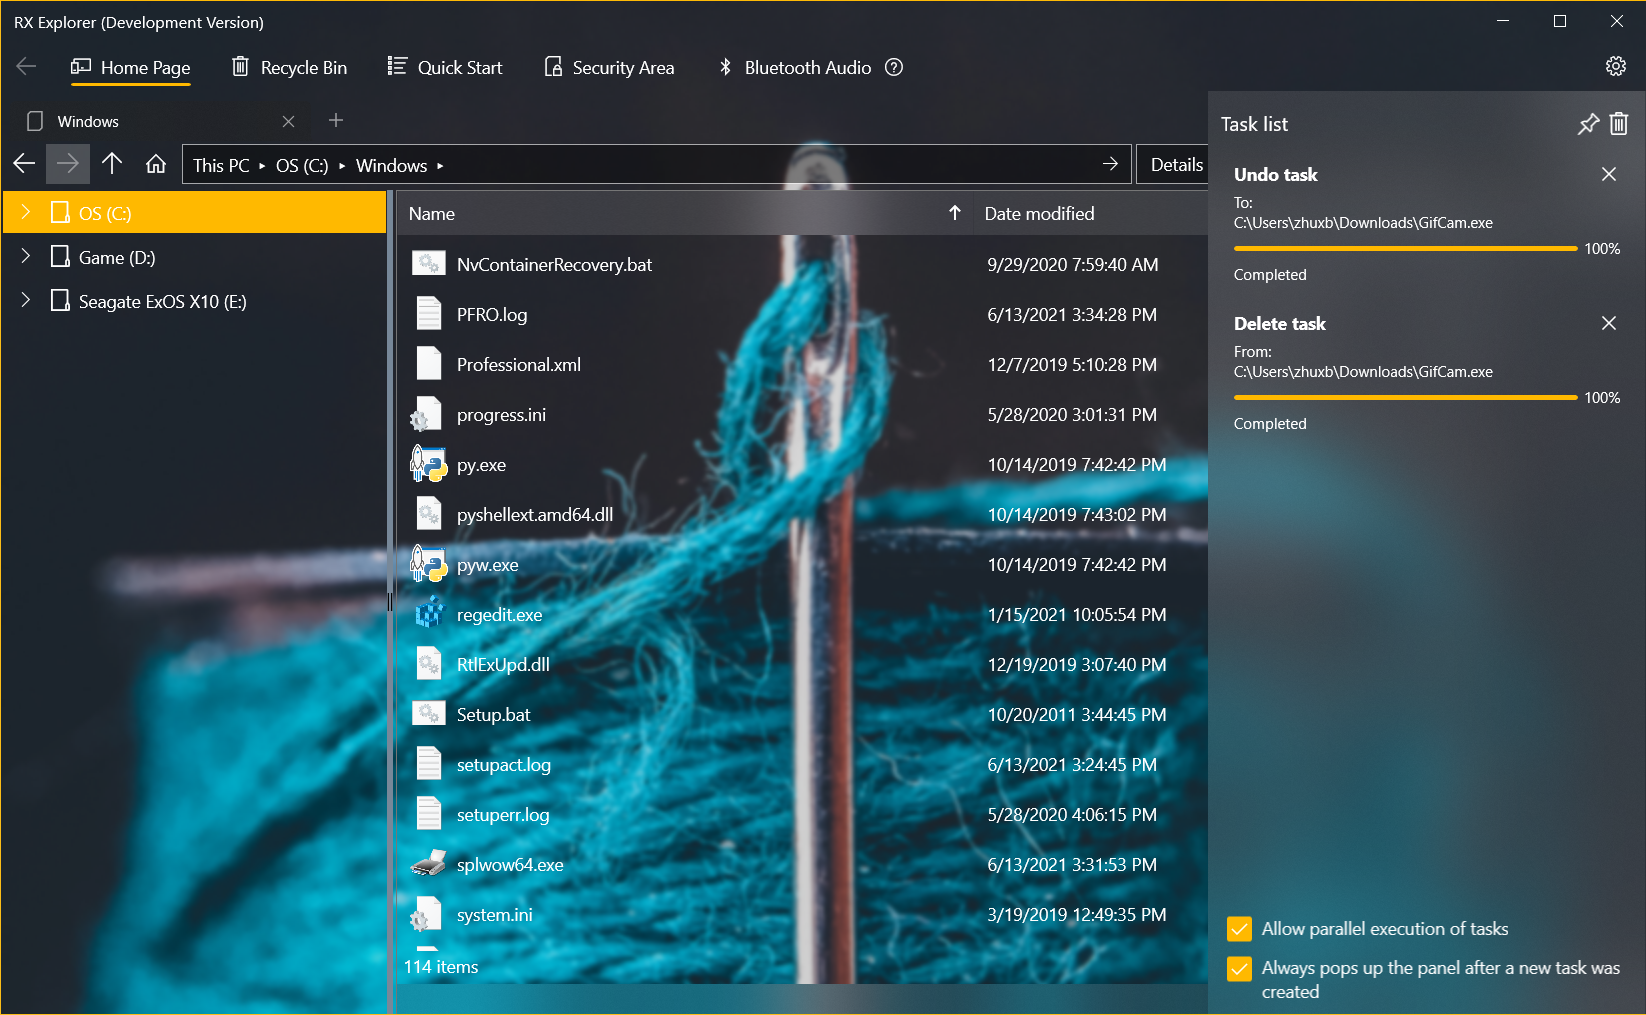 RX Explorer (Development Version)
Home Page
Recycle Bin
Quick Start
Security Area
Bluetooth Audio
Windows
This PC ▸ OS (C:) ▸ Windows ▸
Details
OS (C:)
Game (D:)
Seagate ExOS X10 (E:)
Name
Date modified
NvContainerRecovery.bat
9/29/2020 7:59:40 AM
PFRO.log
6/13/2021 3:34:28 PM
Professional.xml
12/7/2019 5:10:28 PM
progress.ini
5/28/2020 3:01:31 PM
py.exe
10/14/2019 7:42:42 PM
pyshellext.amd64.dll
10/14/2019 7:43:02 PM
pyw.exe
10/14/2019 7:42:42 PM
regedit.exe
1/15/2021 10:05:54 PM
RtlExUpd.dll
12/19/2019 3:07:40 PM
Setup.bat
10/20/2011 3:44:45 PM
setupact.log
6/13/2021 3:24:45 PM
setuperr.log
5/28/2020 4:06:15 PM
splwow64.exe
6/13/2021 3:31:53 PM
system.ini
3/19/2019 12:49:35 PM
114 items
Task list
Undo task
To:
C:\Users\zhuxb\Downloads\GifCam.exe
100%
Completed
Delete task
From:
C:\Users\zhuxb\Downloads\GifCam.exe
100%
Completed
Allow parallel execution of tasks
Always pops up the panel after a new task was
created